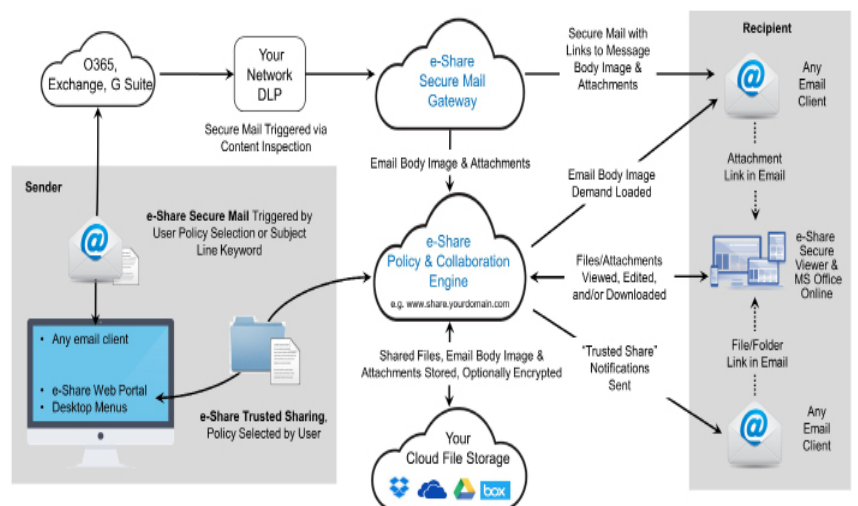 O365,
Exchange, G Suite
Your
Network
DLP
Secure Mail Triggered via
Content Inspection
e-Share
Secure Mail
Gateway
Secure Mail with
Links to Message
Body Image &
Attachments
Recipient
Any
Email
Client
Email Body Image & Attachments
Attachment
Link in Email
Email Body Image
Demand Loaded
Sender
e-Share Secure Mail Triggered by
User Policy Selection or Subject
Line Keyword
e-Share
Policy & Collaboration
Engine
e.g. www.share.yourdomain.com
Files/Attachments
Viewed, Edited,
and/or Downloaded
e-Share
Secure
Viewer &
MS Office
Online
• Any email client
• e-Share Web Portal
• Desktop Menus
e-Share Trusted Sharing,
Policy Selected by User
Shared Files, Email Body Image &
Attachments Stored, Optionally Encrypted
"Trusted Share"
Notifications
Sent
File/Folder
Link in Email
Any
Email
Client
Your
Cloud File Storage
box